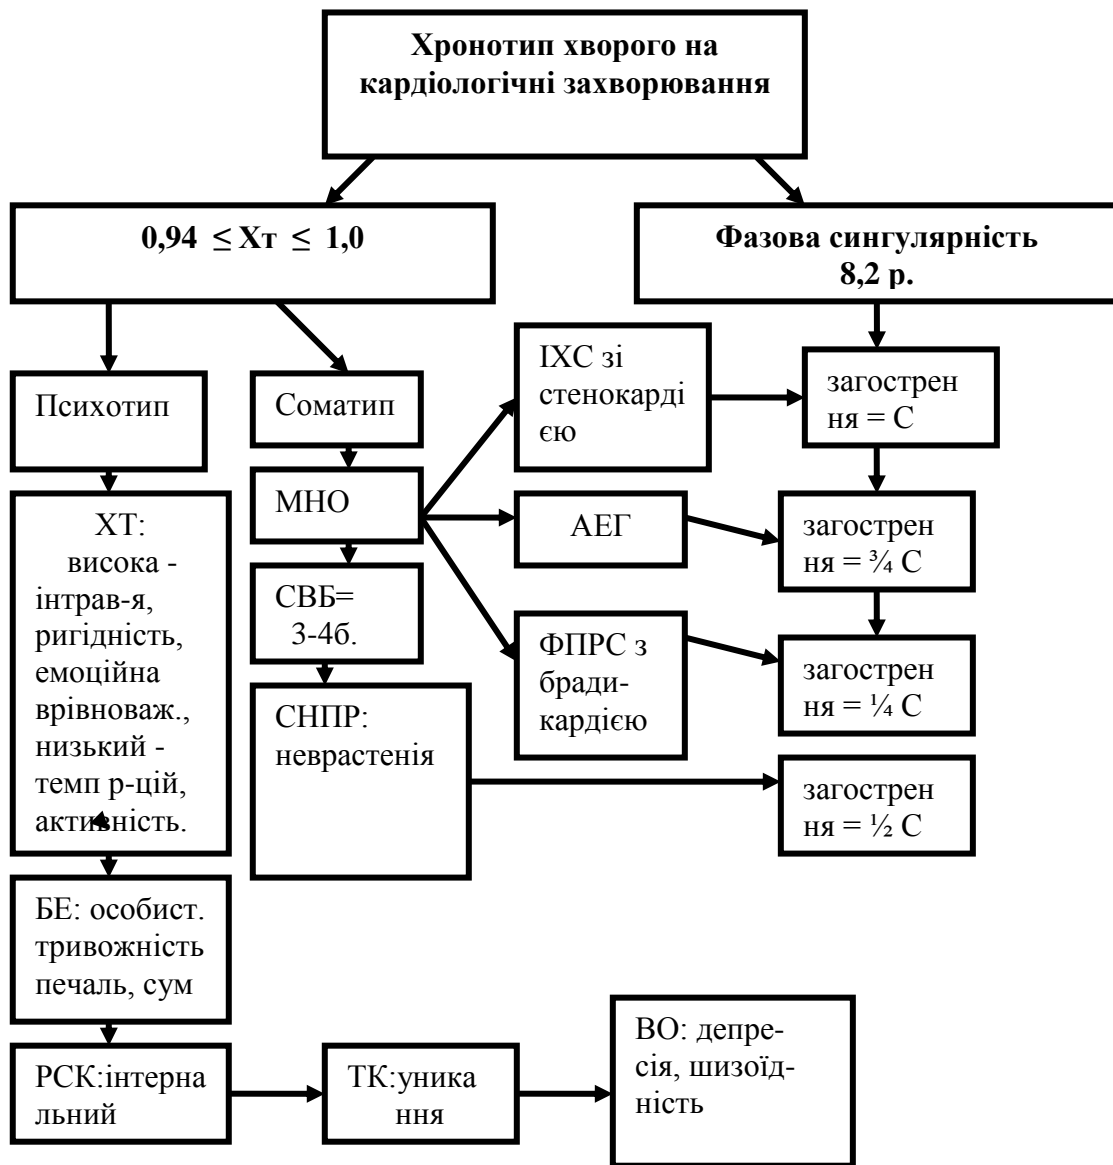 Хронотип хворого на
кардіологічні захворювання
0,94 ≤ Хт ≤ 1,0
Фазова сингулярність
8,2 р.
Психотип
Соматип
ІХС зі
стенокарді
єю
загострен
ня = С
ХТ:
висока -
інтрав-я,
ригідність,
емоційна
врівноваж.,
низький -
темп р-цій,
активність.
МНО
АЕГ
загострен
ня = ¾ С
СВБ=
3-4б.
ФПРС з
бради-
кардією
загострен
ня = ¼ С
СНПР:
неврастенія
загострен
ня = ½ С
БЕ: особист.
тривожність
печаль, сум
РСК:інтерна
льний
ТК:уника
ння
ВО: депре-
сія, шизоїд-
ність